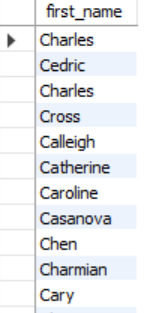 first_name
Charles
Cedric
Charles
Cross
Calleigh
Catherine
Caroline
Casanova
Chen
Charmian
Cary